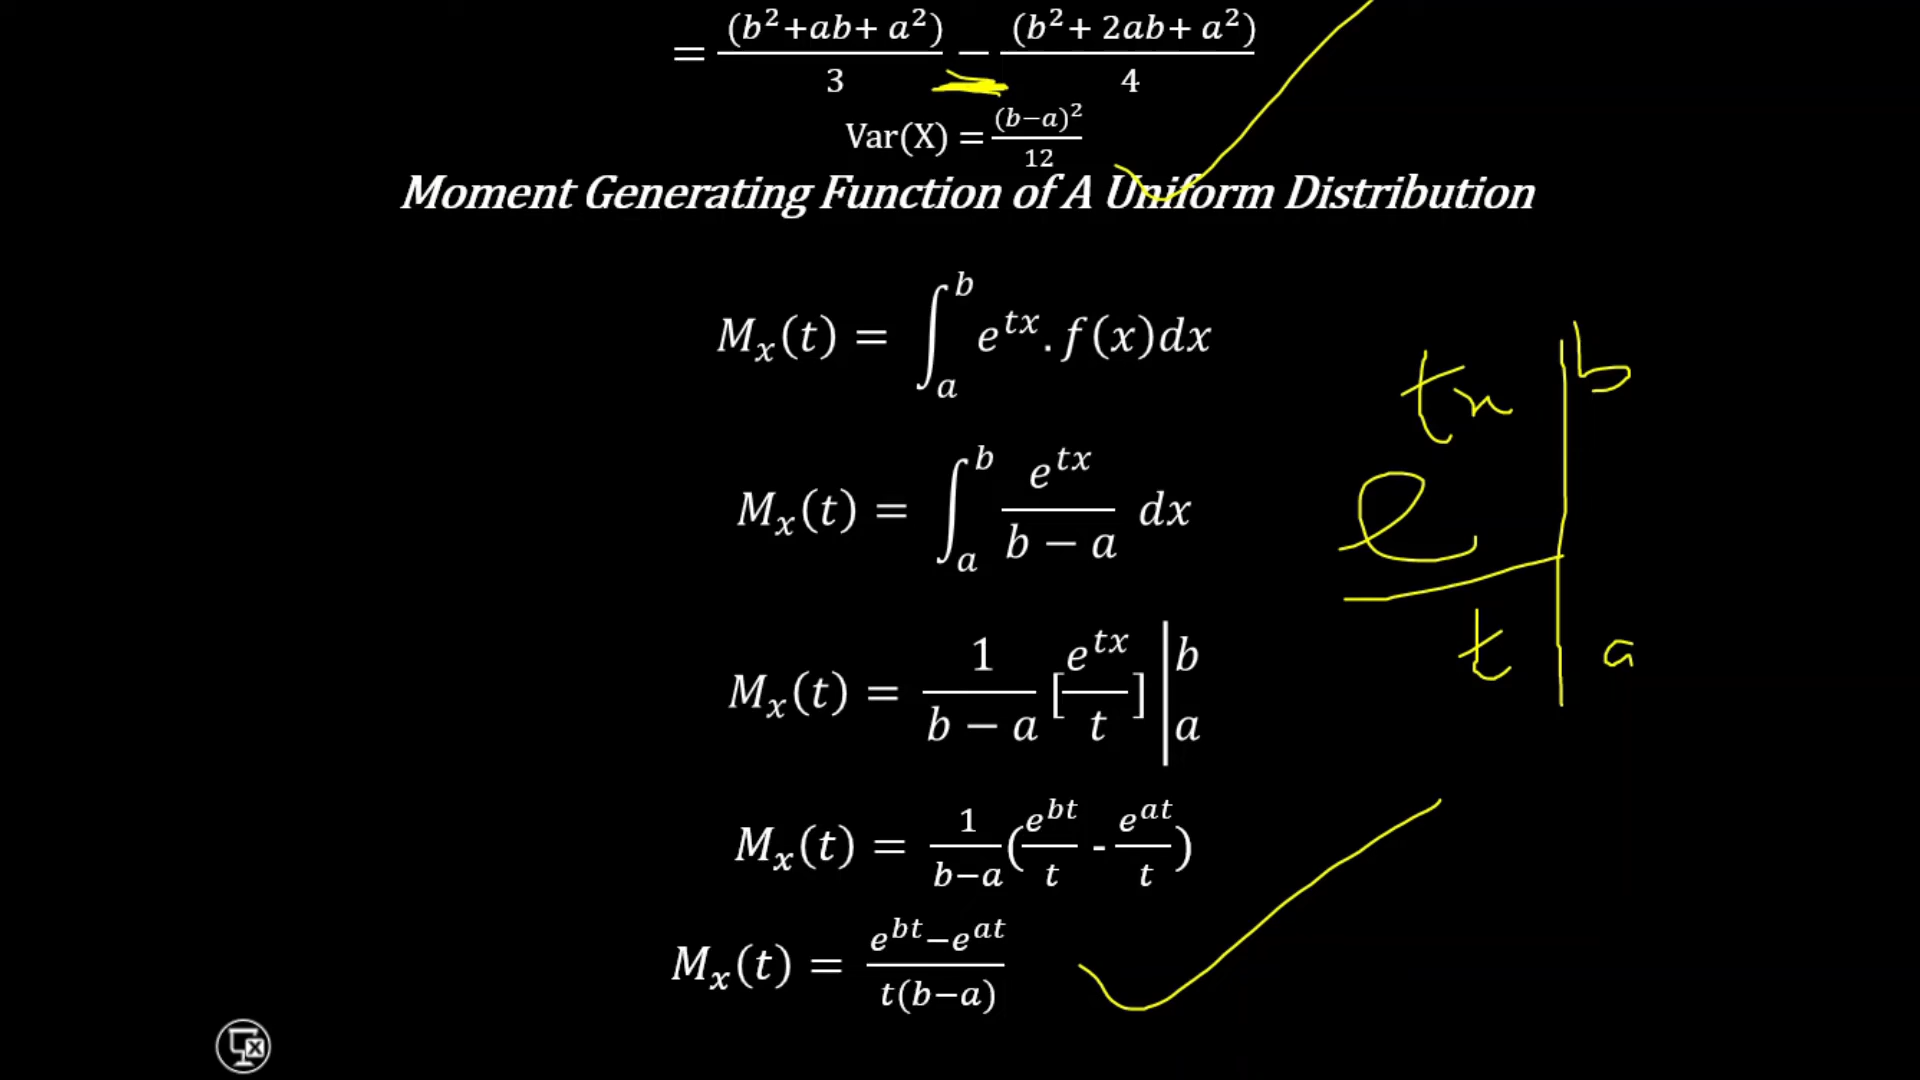 = (b²+ab+ a²)/3 − (b²+ 2ab+ a²)/4
Var(X) = (b−a)²/12
Moment Generating Function of A Uniform Distribution
Mₓ(t) = ∫ₐᵇ eᵗˣ. f(x)dx
Mₓ(t) = ∫ₐᵇ eᵗˣ/(b − a) dx
Mₓ(t) = 1/(b − a) [eᵗˣ/t] |ₐᵇ
Mₓ(t) = 1/(b−a) (eᵇᵗ/t - eᵃᵗ/t)
Mₓ(t) = (eᵇᵗ−eᵃᵗ)/t(b−a)
eᵗˣ/t |ₐᵇ